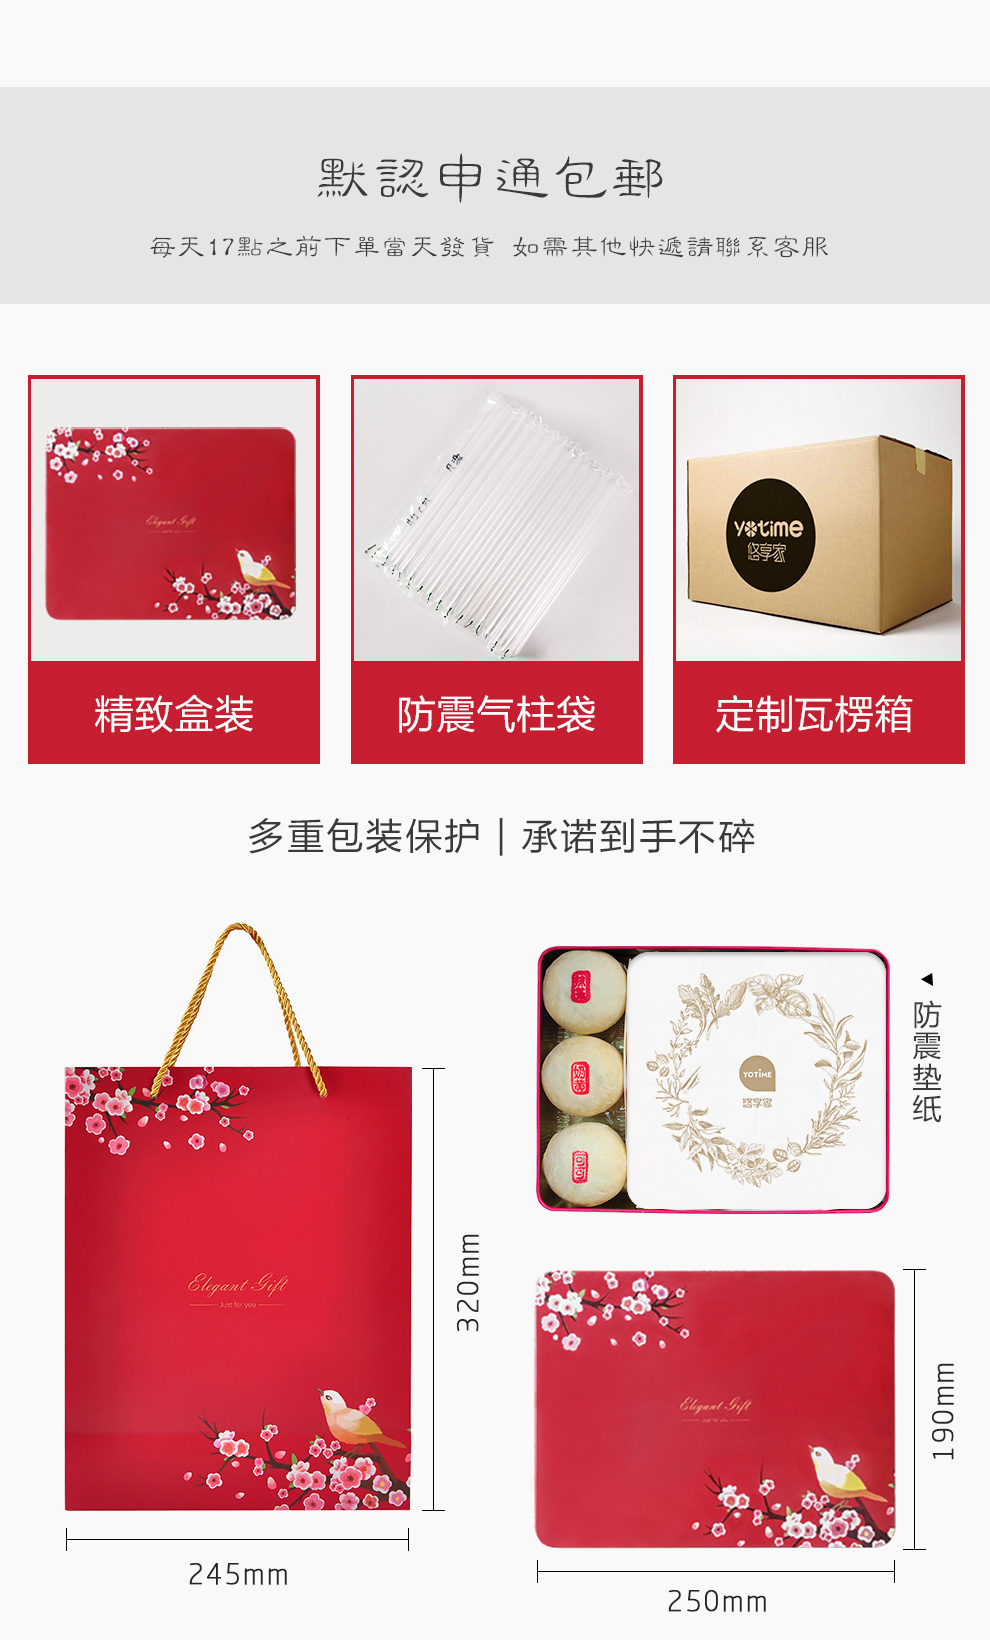 默認申通包郵
每天17點之前下單當天發貨 如需其他快遞請聯系客服
Elegant Gift
yotime
悠享家
精致盒装
防震气柱袋
定制瓦楞箱
多重包装保护｜承诺到手不碎
防震垫纸
YOTIME
悠享家
Elegant Gift
Just for you
320mm
245mm
Elegant Gift
Just for you
190mm
250mm